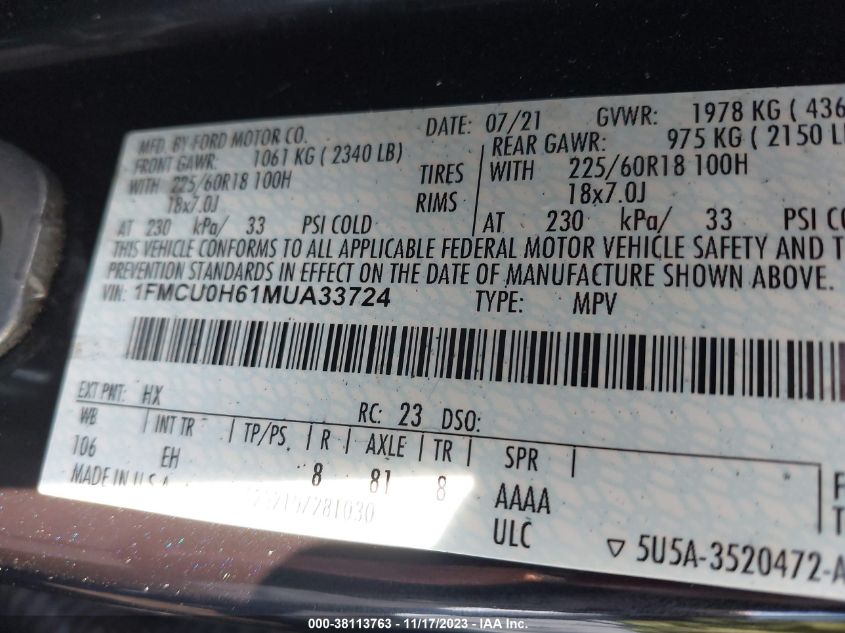 MFD. BY FORD MOTOR CO.
DATE: 07/21 GVWR: 1978 KG ( 436
FRONT GAWR: 1061 KG ( 2340 LB)
REAR GAWR: 975 KG ( 2150 L
WITH 225/60R18 100H TIRES WITH 225/60R18 100H
18x7.0J RIMS 18x7.0J
AT 230 kPa/ 33 PSI COLD AT 230 kPa/ 33 PSI CO
THIS VEHICLE CONFORMS TO ALL APPLICABLE FEDERAL MOTOR VEHICLE SAFETY AND T
PREVENTION STANDARDS IN EFFECT ON THE DATE OF MANUFACTURE SHOWN ABOVE.
VIN: 1FMCU0H61MUA33724 TYPE: MPV
EXT PNT: HX RC: 23 DSO:
WB INT TR TP/PS. R AXLE TR SPR
106 EH 8 81 8 AAAA
MADE IN U.S.A ULC
▽ 5U5A-3520472-A
000-38113763 - 11/17/2023 - IAAI.com